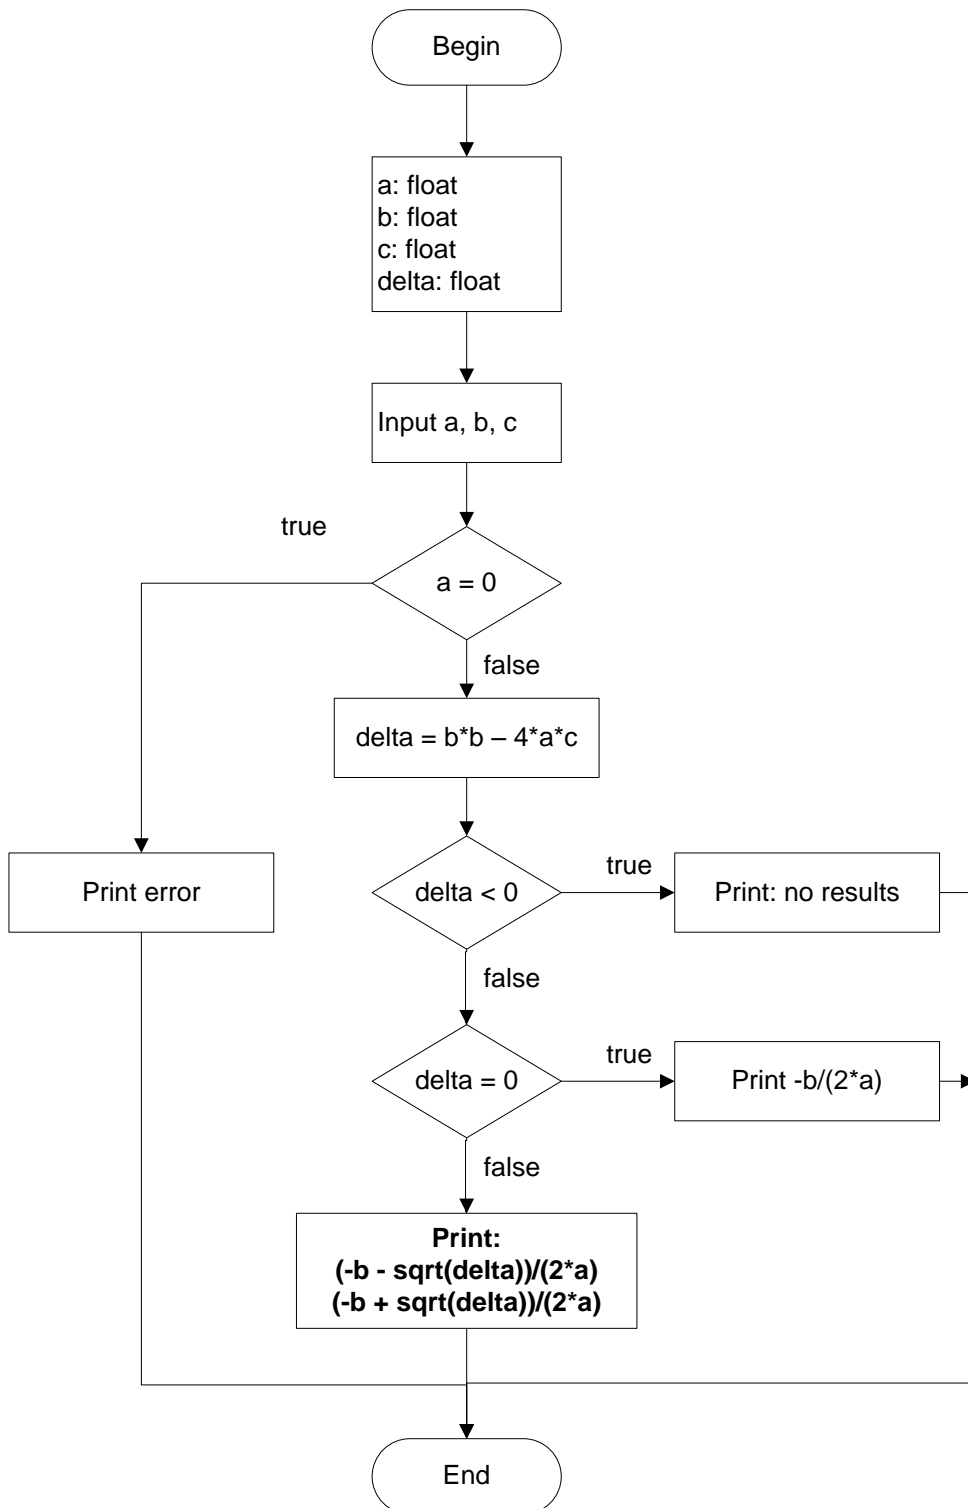 Begin
a: float
b: float
c: float
delta: float
Input a, b, c
true
a = 0
false
delta = b*b – 4*a*c
Print error
delta < 0
true
Print: no results
false
delta = 0
true
Print -b/(2*a)
false
Print:
(-b - sqrt(delta))/(2*a)
(-b + sqrt(delta))/(2*a)
End